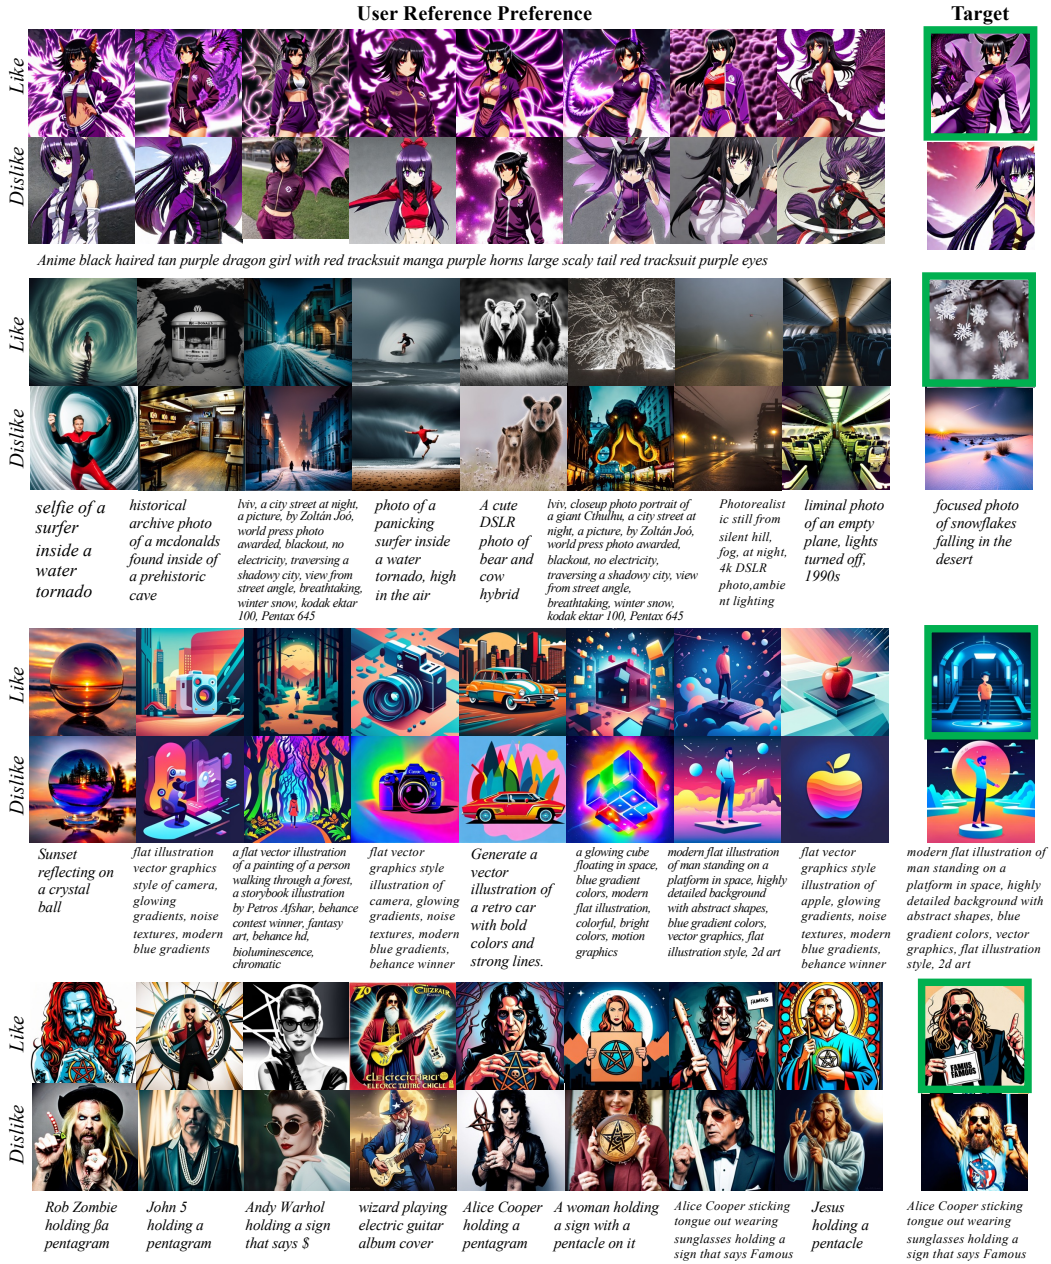 User Reference Preference
Target
Like
Dislike
Anime black haired tan purple dragon girl with red tracksuit manga purple horns large scaly tail red tracksuit purple eyes
Like
Dislike
selfie of a
surfer
inside a
water
tornado
historical
archive photo
of a mcdonalds
found inside of
a prehistoric
cave
lviv, a city street at night,
a picture, by Zoltán Joó,
world press photo
awarded, blackout, no
electricity, traversing a
shadowy city, view from
street angle, breathtaking,
winter snow, kodak ektar
100, Pentax 645
photo of a
panicking
surfer inside
a water
tornado, high
in the air
A cute
DSLR
photo of
bear and
cow
hybrid
lviv, closeup photo portrait of
a giant Cthulhu, a city street at
night, a picture, by Zoltán Joó,
world press photo awarded,
blackout, no electricity,
traversing a shadowy city, view
from street angle,
breathtaking, winter snow,
kodak ektar 100, Pentax 645
Photorealist
ic still from
silent hill,
fog, at night,
4k DSLR
photo,ambie
nt lighting
liminal photo
of an empty
plane, lights
turned off,
1990s
focused photo
of snowflakes
falling in the
desert
Like
Dislike
Sunset
reflecting on
a crystal
ball
flat illustration
vector graphics
style of camera,
glowing
gradients, noise
textures, modern
blue gradients
a flat vector illustration
of a painting of a person
walking through a forest,
a storybook illustration
by Petros Afshar, behance
contest winner, fantasy
art, behance hd,
bioluminescence,
chromatic
flat vector
graphics style
illustration of
camera, glowing
gradients, noise
textures, modern
blue gradients,
behance winner
Generate a
vector
illustration of
a retro car
with bold
colors and
strong lines.
a glowing cube
floating in space,
blue gradient
colors, modern
flat illustration,
colorful, bright
colors, motion
graphics
modern flat illustration
of man standing on a
platform in space, highly
detailed background
with abstract shapes,
blue gradient colors,
vector graphics, flat
illustration style, 2d art
flat vector
graphics style
illustration of
apple, glowing
gradients, noise
textures, modern
blue gradients,
behance winner
modern flat illustration of
man standing on a
platform in space, highly
detailed background with
abstract shapes, blue
gradient colors, vector
graphics, flat illustration
style, 2d art
Like
FAMOUS
FAMUS
FAMOUS
Dislike
Rob Zombie
holding ßa
pentagram
John 5
holding a
pentagram
Andy Warhol
holding a sign
that says $
wizard playing
electric guitar
album cover
Alice Cooper
holding a
pentagram
A woman holding
a sign with a
pentacle on it
Alice Cooper sticking
tongue out wearing
sunglasses holding a
sign that says Famous
Jesus
holding a
pentacle
Alice Cooper sticking
tongue out wearing
sunglasses holding a
sign that says Famous